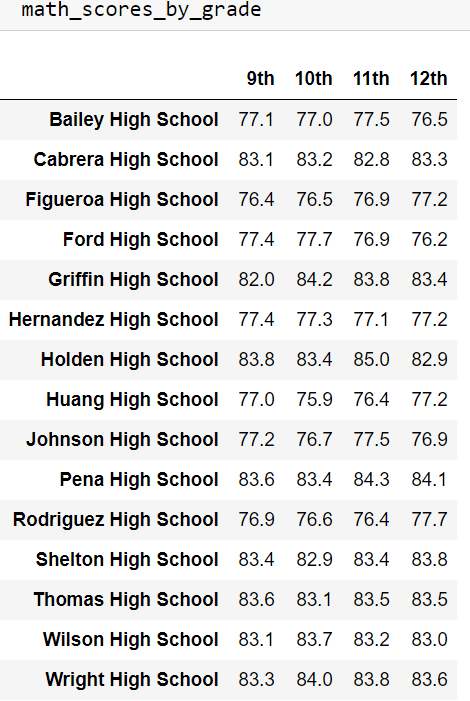 math_scores_by_grade
9th 10th 11th 12th
Bailey High School 77.1 77.0 77.5 76.5
Cabrera High School 83.1 83.2 82.8 83.3
Figueroa High School 76.4 76.5 76.9 77.2
Ford High School 77.4 77.7 76.9 76.2
Griffin High School 82.0 84.2 83.8 83.4
Hernandez High School 77.4 77.3 77.1 77.2
Holden High School 83.8 83.4 85.0 82.9
Huang High School 77.0 75.9 76.4 77.2
Johnson High School 77.2 76.7 77.5 76.9
Pena High School 83.6 83.4 84.3 84.1
Rodriguez High School 76.9 76.6 76.4 77.7
Shelton High School 83.4 82.9 83.4 83.8
Thomas High School 83.6 83.1 83.5 83.5
Wilson High School 83.1 83.7 83.2 83.0
Wright High School 83.3 84.0 83.8 83.6